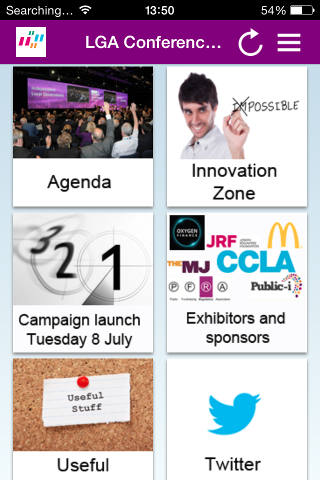 Searching...
13:50
54%
LGA Conferenc...
Agenda
IMPOSSIBLE
Innovation
Zone
3 2 1
Campaign launch
Tuesday 8 July
OXYGEN
FINANCE
JRF
THE MJ
CCLA
PFRA
Public-i
Exhibitors and
sponsors
Useful
Stuff
Useful
Twitter